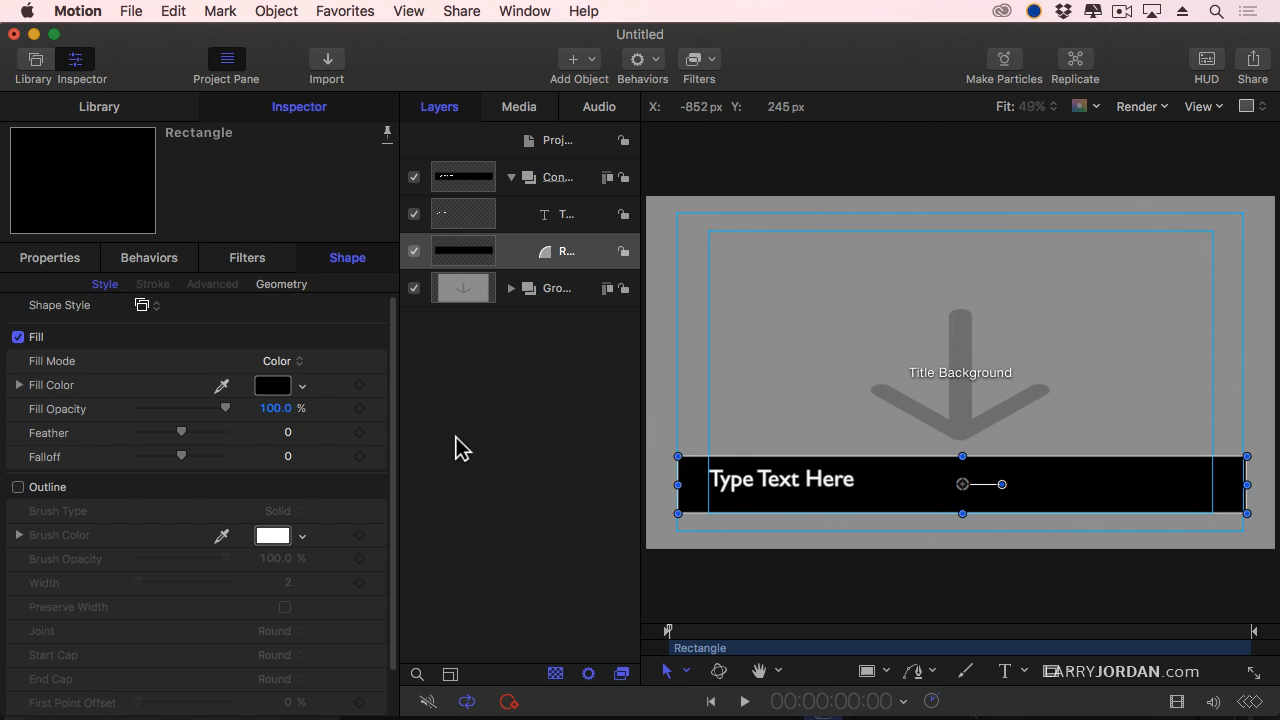 Motion File Edit Mark Object Favorites View Share Window Help
Untitled
Library Inspector Project Pane Import Add Object Behaviors Filters Make Particles Replicate HUD Share
Library Inspector Layers Media Audio X: -852 px Y: 245 px Fit: 49% Render View
Rectangle
Proj...
Con...
T...
R...
Gro...
Properties Behaviors Filters Shape
Style Stroke Advanced Geometry
Shape Style
Fill
Fill Mode Color
Fill Color
Fill Opacity 100.0 %
Feather 0
Falloff 0
Outline
Brush Type Solid
Brush Color
Brush Opacity 100.0 %
Width 2
Preserve Width
Joint Round
Start Cap Round
End Cap Round
First Point Offset 0 %
Title Background
Type Text Here
Rectangle
T
LARRYJORDAN.com
00:00:00:00